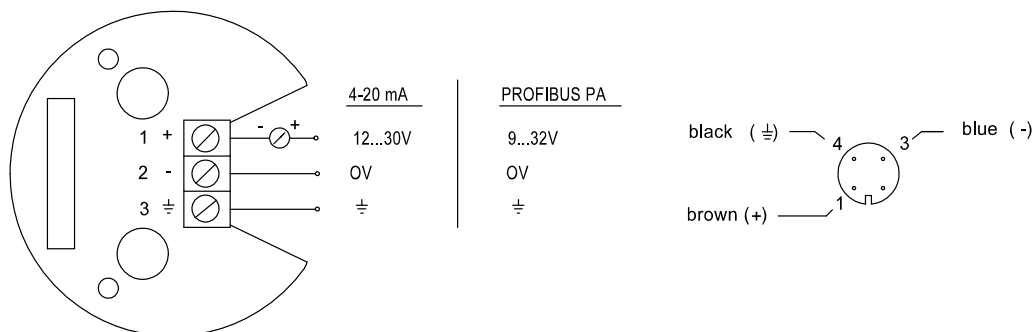 4-20 mA PROFIBUS PA
1 + - + 12...30V 9...32V
2 - 0V 0V
3 ⏚ ⏚ ⏚
black (⏚) 4 3 blue (-)
brown (+) 1